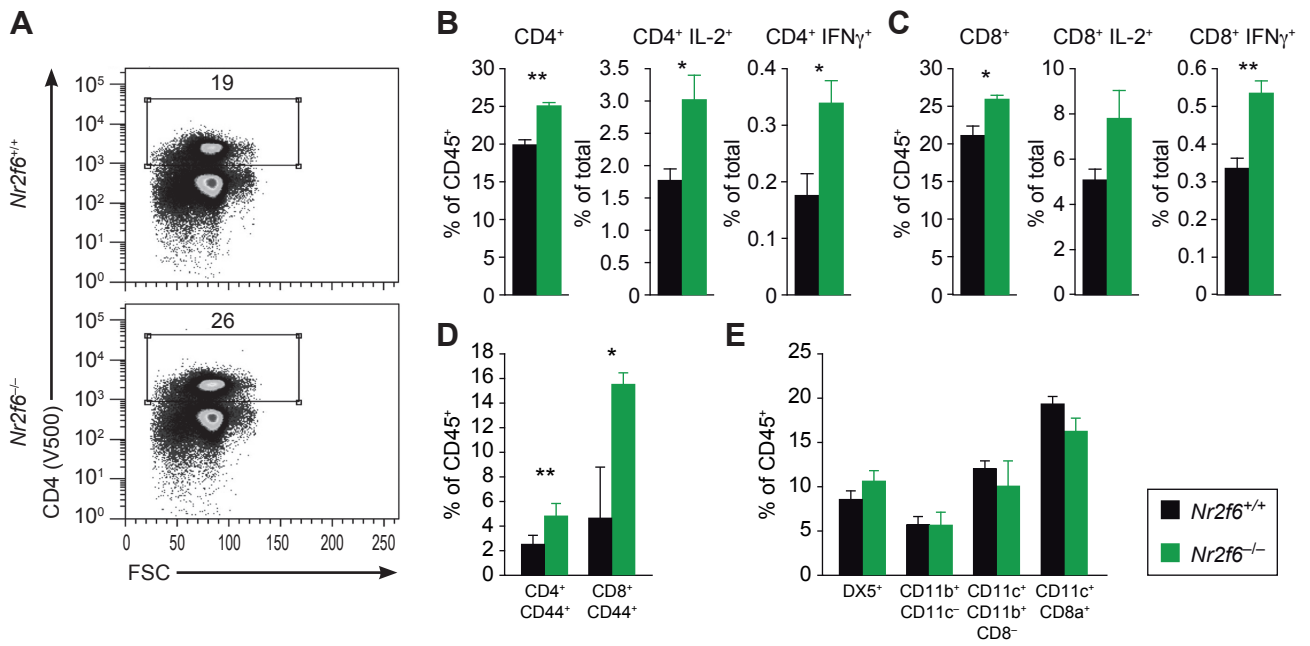 A
Nr2f6+/+
19
10⁵
10⁴
10³
10²
10¹
10⁰
Nr2f6–/–
CD4 (V500)
26
10⁵
10⁴
10³
10²
10¹
10⁰
0 50 100 150 200 250
FSC
B
CD4⁺
**
% of CD45⁺
30
25
20
15
10
5
0
CD4⁺ IL-2⁺
*
% of total
3.5
3.0
2.5
2.0
1.5
1.0
0.5
0
CD4⁺ IFNγ⁺
*
% of total
0.4
0.3
0.2
0.1
0
C
CD8⁺
*
% of CD45⁺
30
25
20
15
10
5
0
CD8⁺ IL-2⁺
% of total
10
8
6
4
2
0
CD8⁺ IFNγ⁺
**
% of total
0.6
0.5
0.4
0.3
0.2
0.1
0
D
% of CD45⁺
18
16
14
12
10
8
6
4
2
0
**
*
CD4⁺
CD44⁺
CD8⁺
CD44⁺
E
% of CD45⁺
25
20
15
10
5
0
DX5⁺
CD11b⁺
CD11c⁻
CD11c⁺
CD11b⁺
CD8⁻
CD11c⁺
CD8a⁺
Nr2f6+/+
Nr2f6–/–